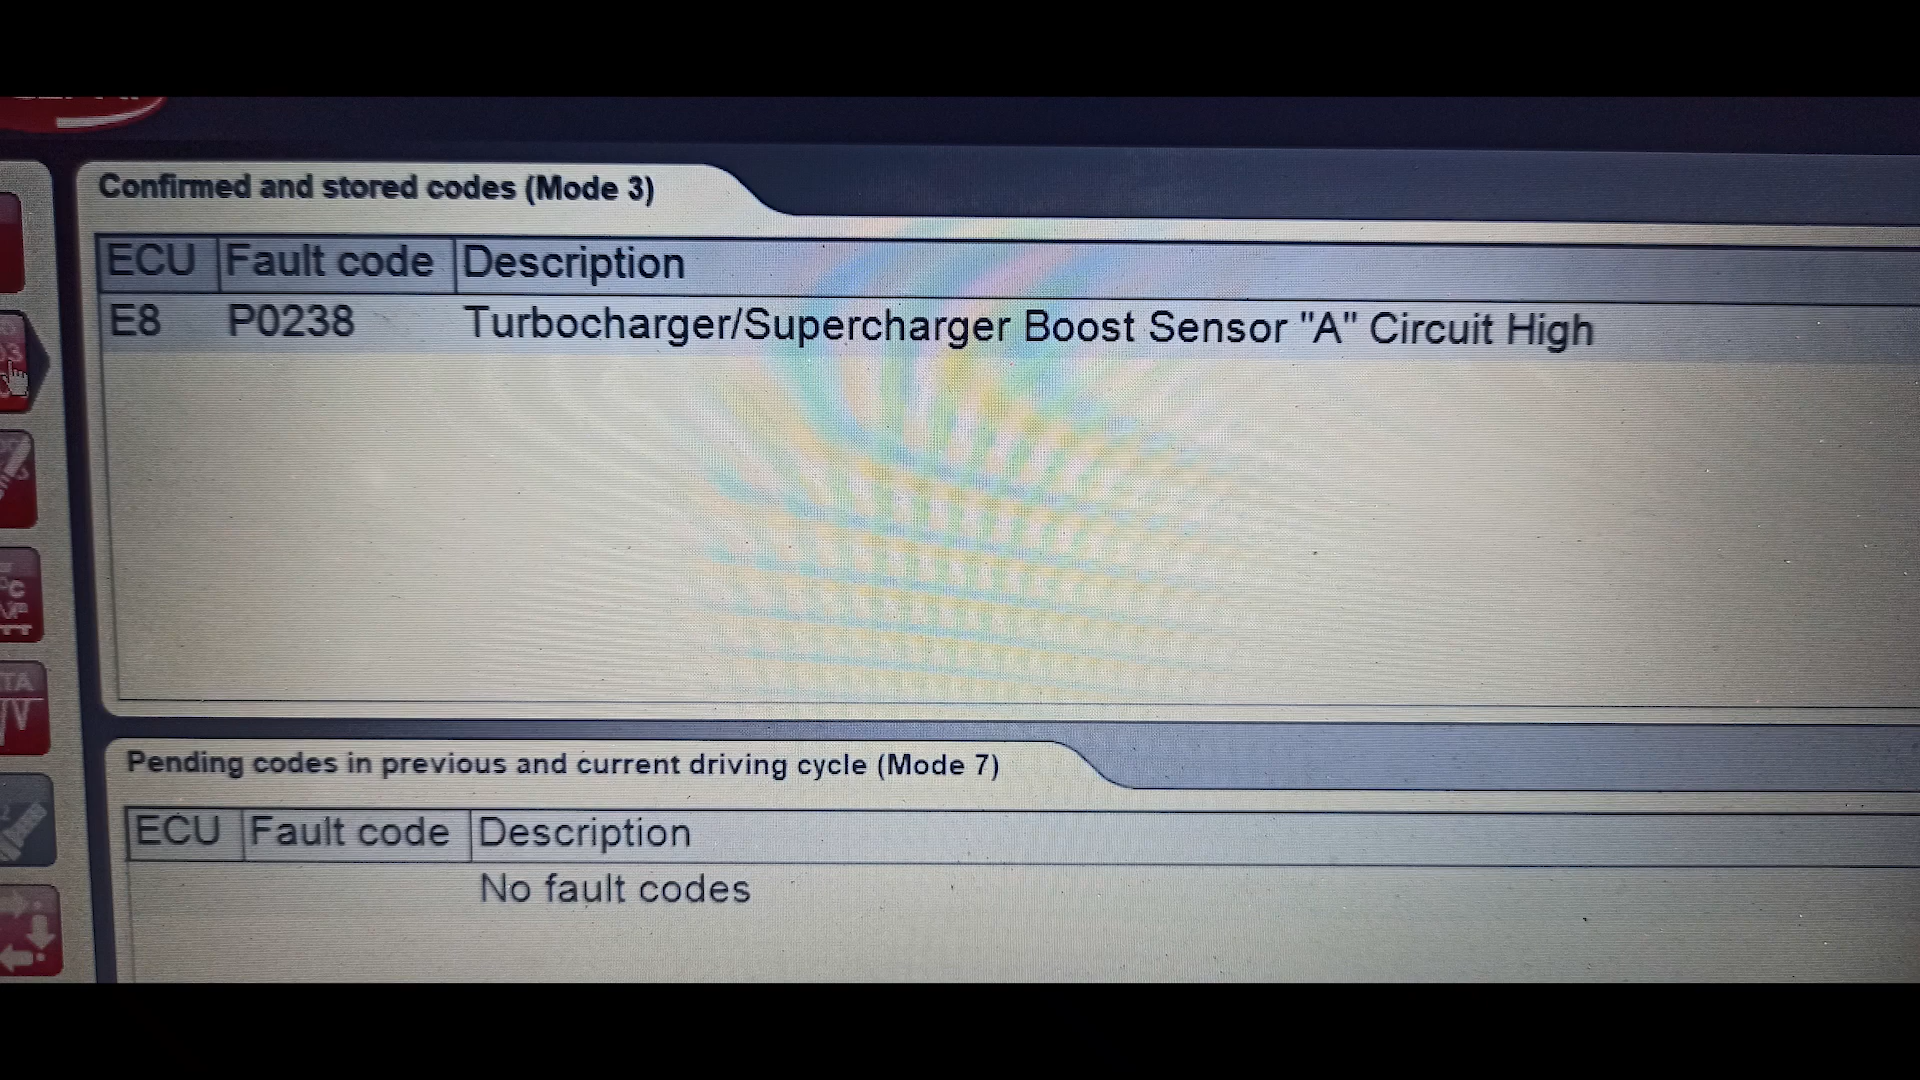 Confirmed and stored codes (Mode 3)
ECU Fault code Description
E8 P0238 Turbocharger/Supercharger Boost Sensor "A" Circuit High
Pending codes in previous and current driving cycle (Mode 7)
ECU Fault code Description
No fault codes